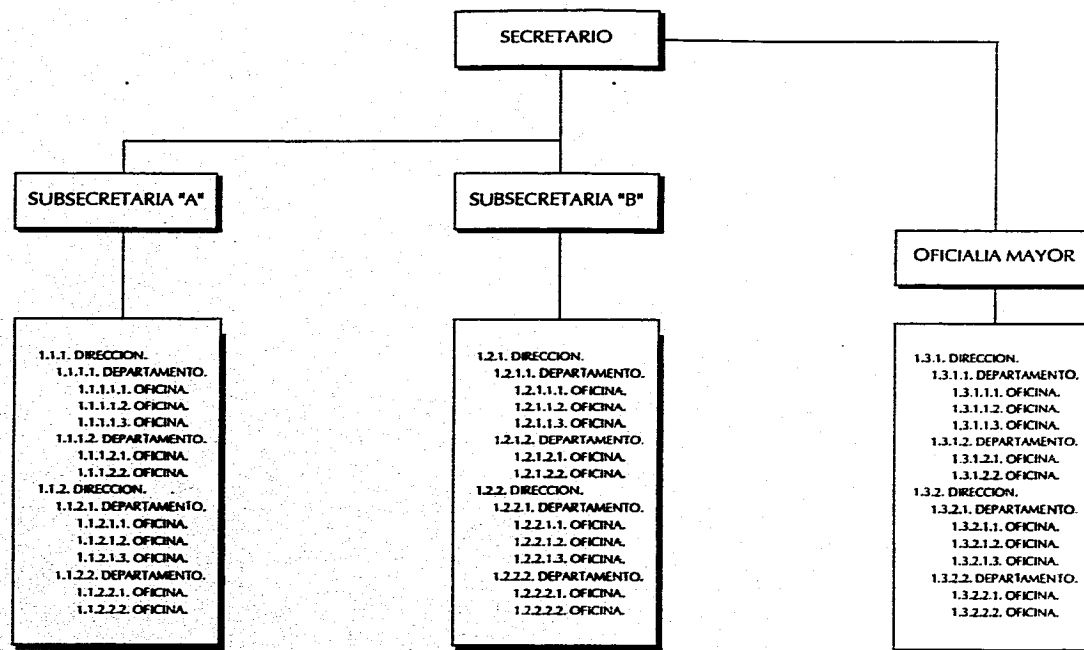 SECRETARIO
SUBSECRETARIA "A"
SUBSECRETARIA "B"
OFICIALIA MAYOR
1.1.1. DIRECCION.
1.1.1.1. DEPARTAMENTO.
1.1.1.1.1. OFICINA.
1.1.1.1.2. OFICINA.
1.1.1.1.3. OFICINA.
1.1.1.2. DEPARTAMENTO.
1.1.1.2.1. OFICINA.
1.1.1.2.2. OFICINA.
1.1.2. DIRECCION.
1.1.2.1. DEPARTAMENTO.
1.1.2.1.1. OFICINA.
1.1.2.1.2. OFICINA.
1.1.2.1.3. OFICINA.
1.1.2.2. DEPARTAMENTO.
1.1.2.2.1. OFICINA.
1.1.2.2.2. OFICINA.
1.2.1. DIRECCION.
1.2.1.1. DEPARTAMENTO.
1.2.1.1.1. OFICINA.
1.2.1.1.2. OFICINA.
1.2.1.1.3. OFICINA.
1.2.1.2. DEPARTAMENTO.
1.2.1.2.1. OFICINA.
1.2.1.2.2. OFICINA.
1.2.2. DIRECCION.
1.2.2.1. DEPARTAMENTO.
1.2.2.1.1. OFICINA.
1.2.2.1.2. OFICINA.
1.2.2.1.3. OFICINA.
1.2.2.2. DEPARTAMENTO.
1.2.2.2.1. OFICINA.
1.2.2.2.2. OFICINA.
1.3.1. DIRECCION.
1.3.1.1. DEPARTAMENTO.
1.3.1.1.1. OFICINA.
1.3.1.1.2. OFICINA.
1.3.1.1.3. OFICINA.
1.3.1.2. DEPARTAMENTO.
1.3.1.2.1. OFICINA.
1.3.1.2.2. OFICINA.
1.3.2. DIRECCION.
1.3.2.1. DEPARTAMENTO.
1.3.2.1.1. OFICINA.
1.3.2.1.2. OFICINA.
1.3.2.1.3. OFICINA.
1.3.2.2. DEPARTAMENTO.
1.3.2.2.1. OFICINA.
1.3.2.2.2. OFICINA.